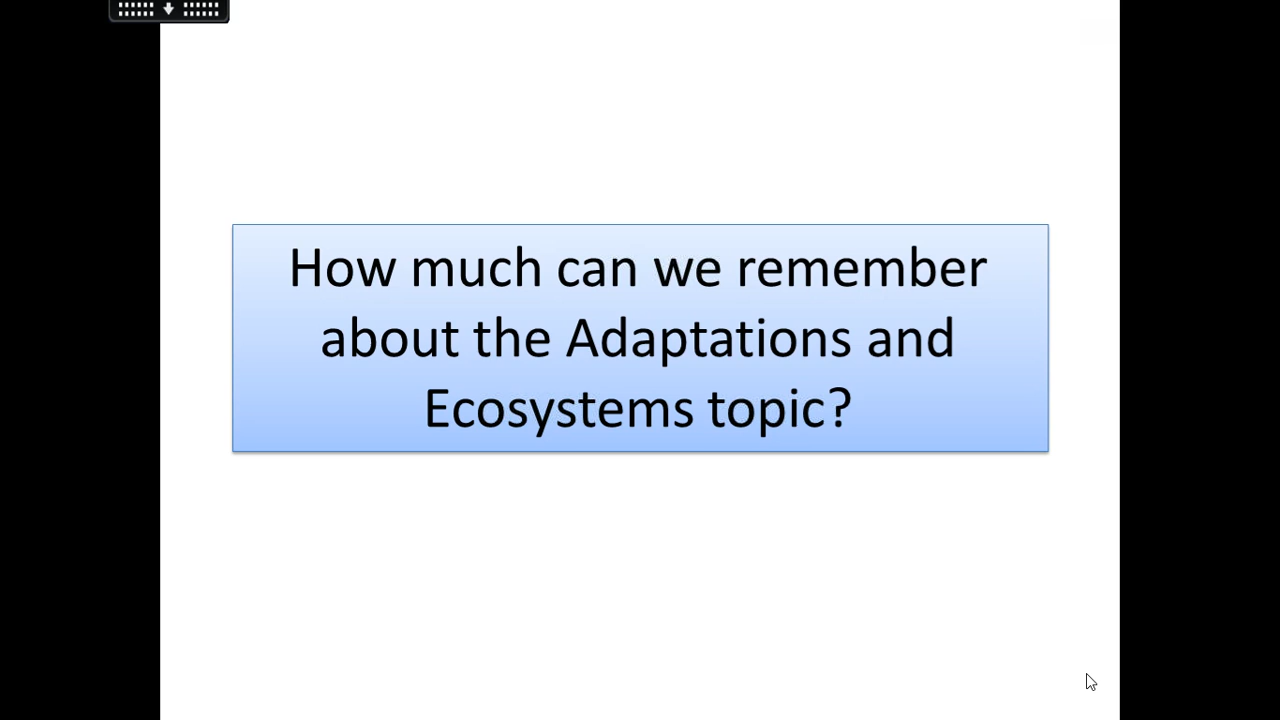 How much can we remember
about the Adaptations and
Ecosystems topic?